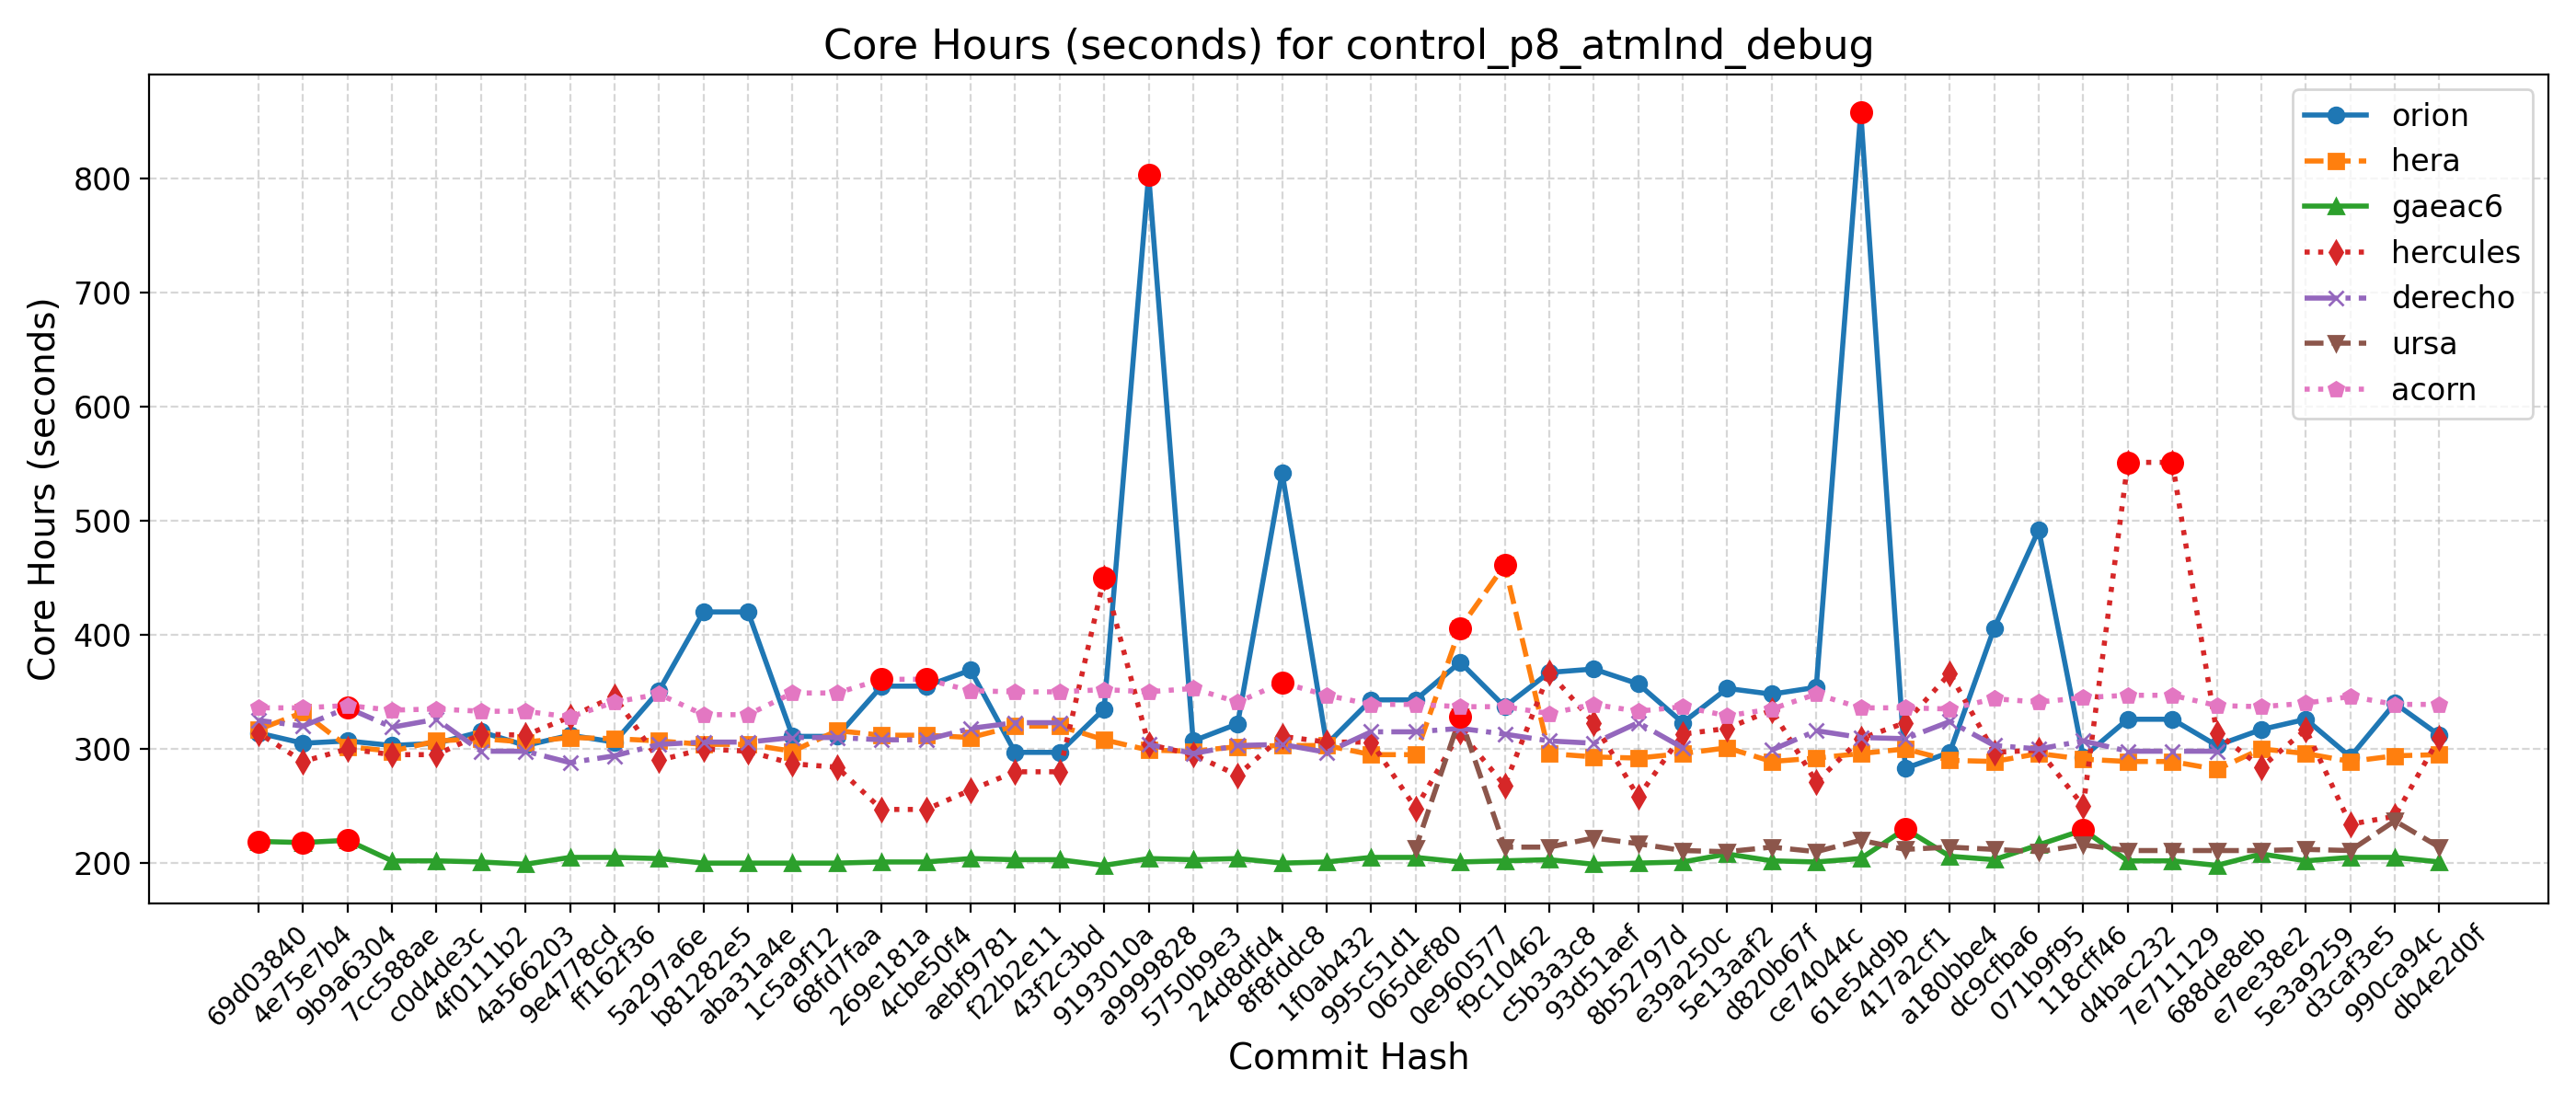 Core Hours (seconds) for control_p8_atmlnd_debug
Core Hours (seconds)
800
700
600
500
400
300
200
orion
hera
gaeac6
hercules
derecho
ursa
acorn
69d03840
4e75e7b4
9b9a6304
7cc588ae
c0d4de3c
4f0111b2
4a566203
9e4778cd
ff162f36
5a297a6e
b81282e5
aba31a4e
1c5a9f12
68fd7faa
269e181a
4cbe50f4
aebf9781
f22b2e11
43f2c3bd
9193010a
a9999828
5750b9e3
24d8dfd4
8f8fddc8
1f0ab432
995c51d1
065def80
0e960577
f9c10462
c5b3a3c8
93d51aef
8b52797d
e39a250c
5e13aaf2
d820b67f
ce74044c
61e54d9b
417a2cf1
a180bbe4
dc9cfba6
071b9f95
118cff46
d4bac232
7e711129
688de8eb
e7ee38e2
5e3a9259
d3caf3e5
990ca94c
db4e2d0f
Commit Hash